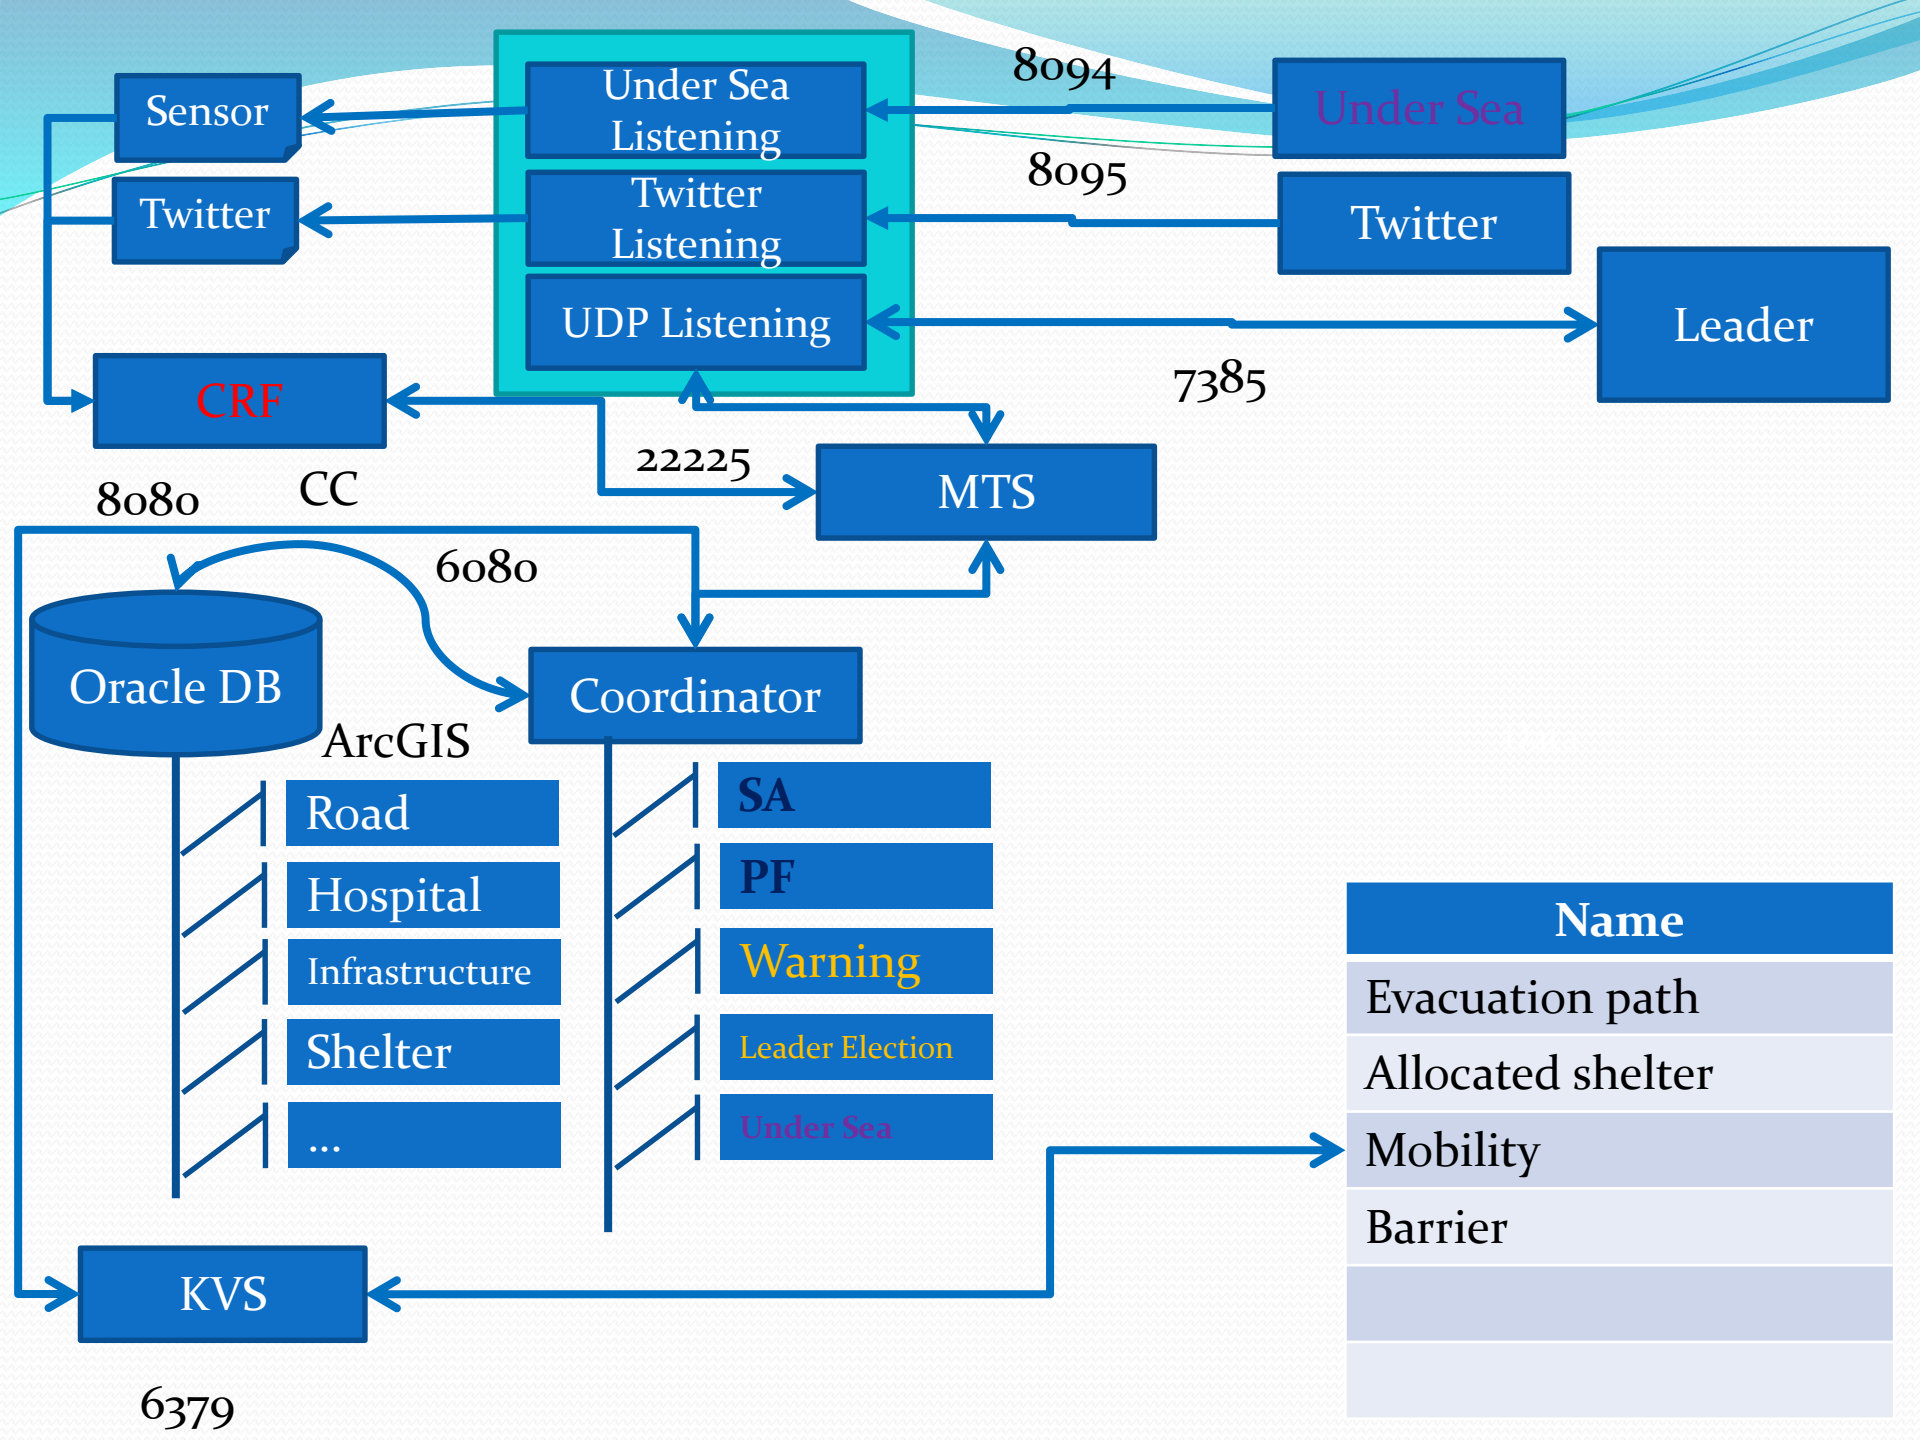 8094
Under Sea
Listening
Sensor
Under Sea
8095
Twitter
Listening
Twitter
Twitter
UDP Listening
Leader
7385
CRF
22225
MTS
8080
CC
6080
Oracle DB
Coordinator
ArcGIS
Road
Hospital
Infrastructure
Shelter
...
SA
PF
Warning
Leader Election
Under Sea
Name
Evacuation path
Allocated shelter
Mobility
Barrier
KVS
6379